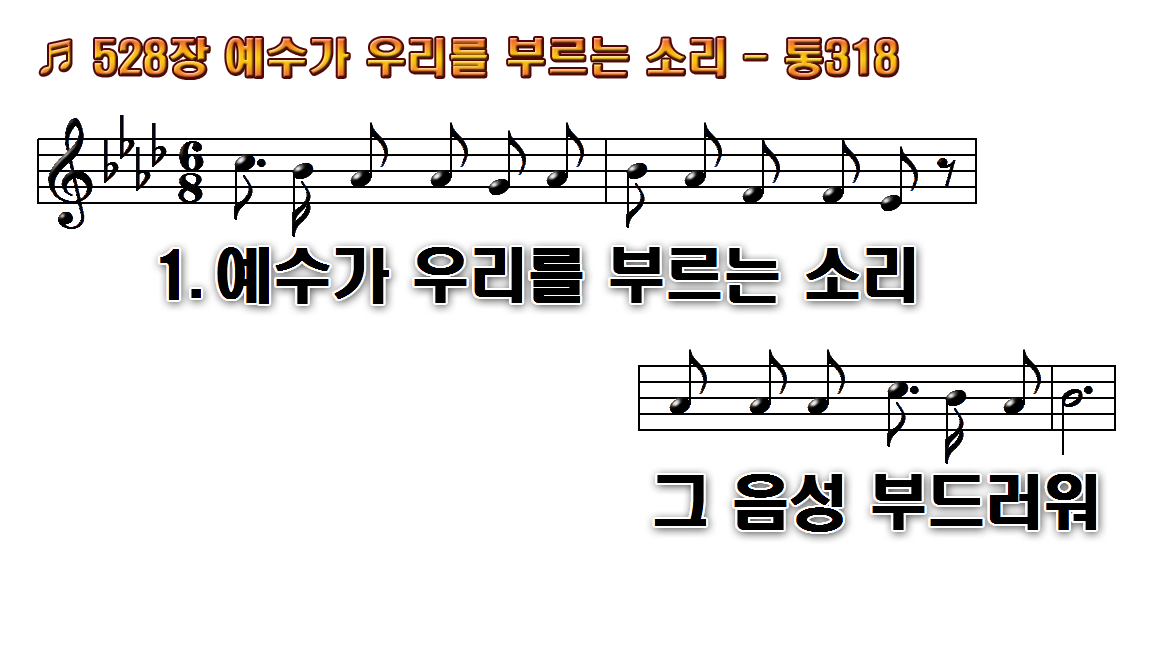 ♬ 528장 예수가 우리를 부르는 소리 - 통318
6
8
1. 예수가 우리를 부르는 소리
그 음성 부드러워